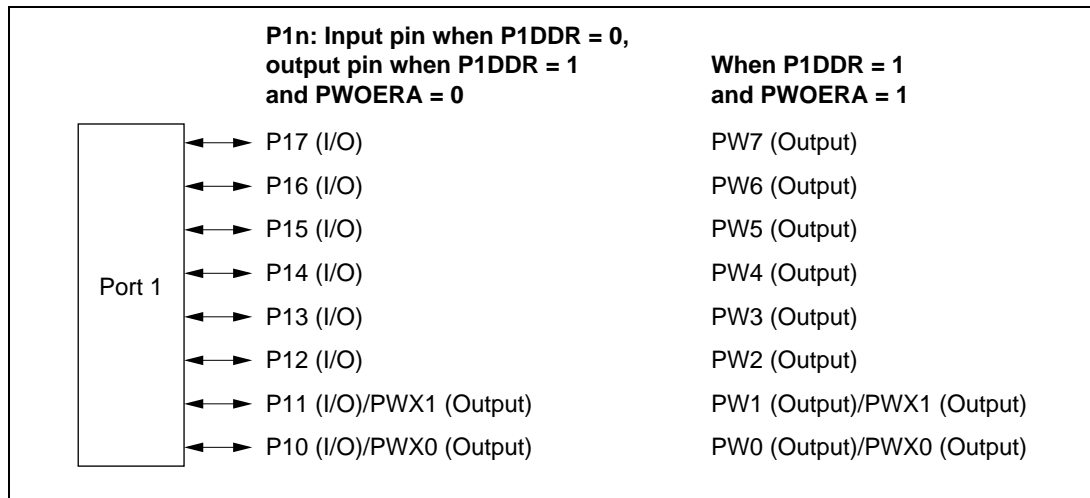 P1n: Input pin when P1DDR = 0,
output pin when P1DDR = 1
and PWOERA = 0
When P1DDR = 1
and PWOERA = 1
Port 1
P17 (I/O) PW7 (Output)
P16 (I/O) PW6 (Output)
P15 (I/O) PW5 (Output)
P14 (I/O) PW4 (Output)
P13 (I/O) PW3 (Output)
P12 (I/O) PW2 (Output)
P11 (I/O)/PWX1 (Output) PW1 (Output)/PWX1 (Output)
P10 (I/O)/PWX0 (Output) PW0 (Output)/PWX0 (Output)